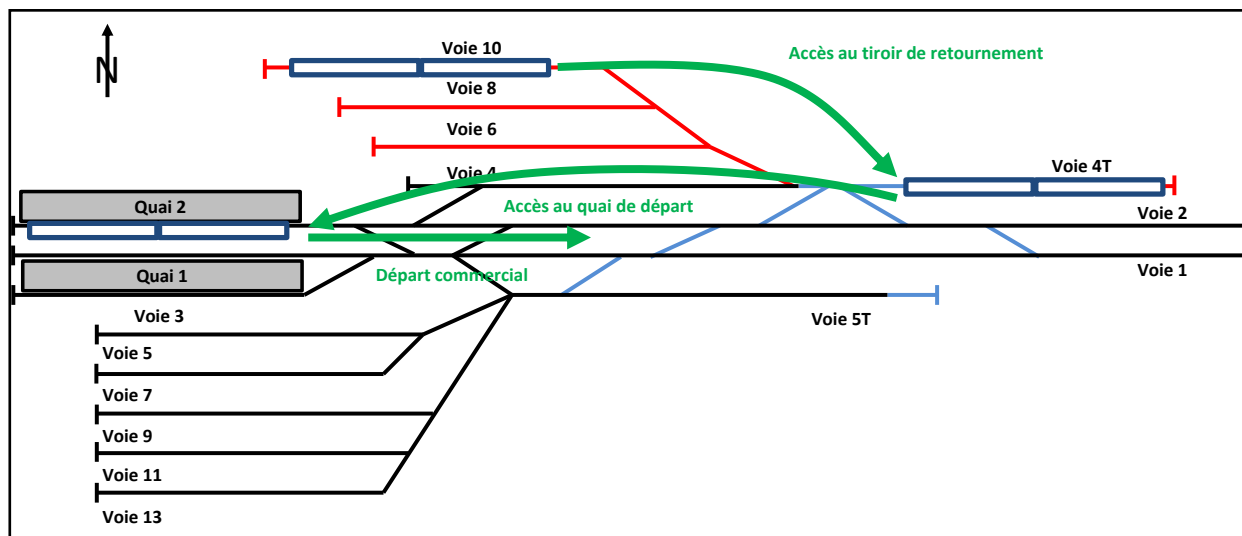 N
Voie 10
Accès au tiroir de retournement
Voie 8
Voie 6
Voie 4
Voie 4T
Quai 2
Accès au quai de départ
Voie 2
Quai 1
Départ commercial
Voie 1
Voie 3
Voie 5T
Voie 5
Voie 7
Voie 9
Voie 11
Voie 13